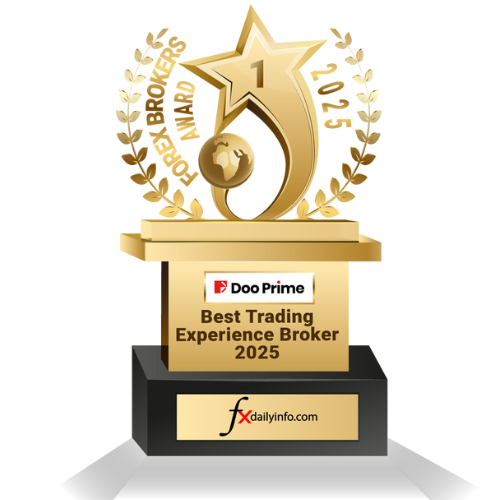 FOREX BROKERS
AWARD
1
2025
Doo Prime
Best Trading
Experience Broker
2025
fxdailyinfo.com